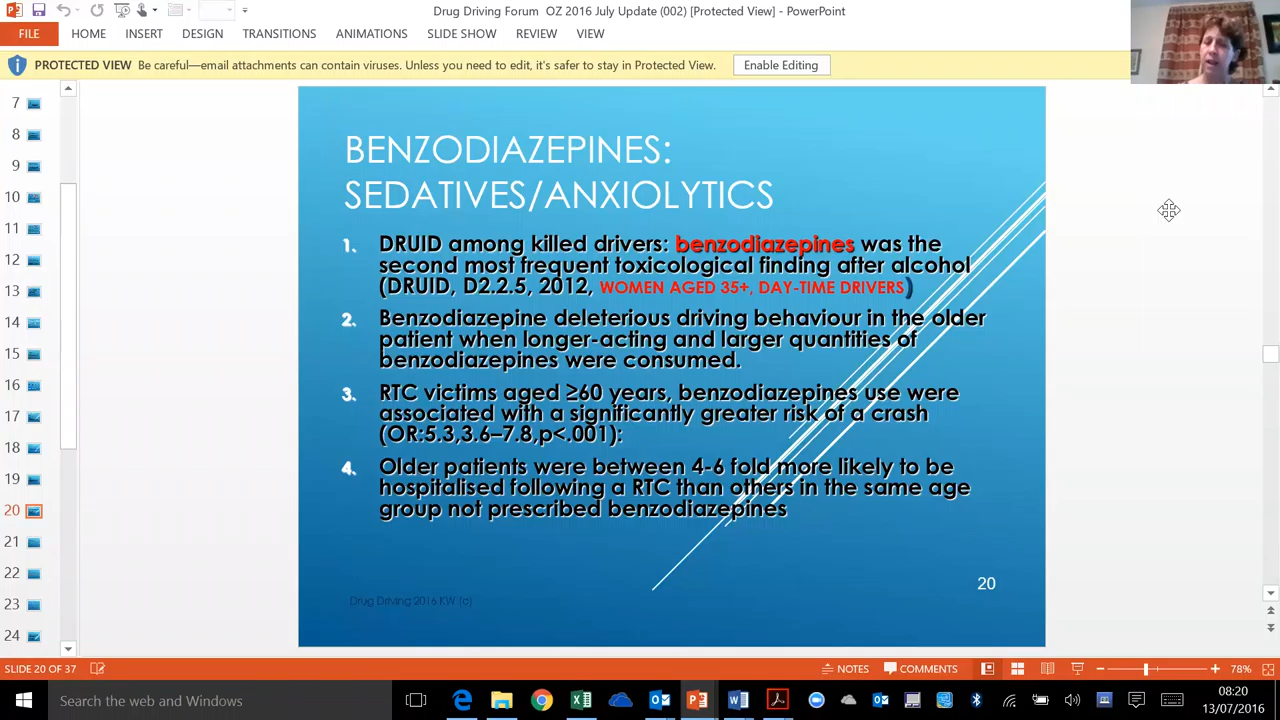 Drug Driving Forum OZ 2016 July Update (002) [Protected View] - PowerPoint
FILE HOME INSERT DESIGN TRANSITIONS ANIMATIONS SLIDE SHOW REVIEW VIEW
PROTECTED VIEW Be careful—email attachments can contain viruses. Unless you need to edit, it's safer to stay in Protected View. Enable Editing
7
8
9
10
11
12
13
14
15
16
17
18
19
20
21
22
23
24
BENZODIAZEPINES:
SEDATIVES/ANXIOLYTICS
1. DRUID among killed drivers: benzodiazepines was the
second most frequent toxicological finding after alcohol
(DRUID, D2.2.5, 2012, WOMEN AGED 35+, DAY-TIME DRIVERS)
2. Benzodiazepine deleterious driving behaviour in the older
patient when longer-acting and larger quantities of
benzodiazepines were consumed.
3. RTC victims aged ≥60 years, benzodiazepines use were
associated with a significantly greater risk of a crash
(OR:5.3,3.6–7.8,p<.001):
4. Older patients were between 4-6 fold more likely to be
hospitalised following a RTC than others in the same age
group not prescribed benzodiazepines
20
Drug Driving 2016 KW (c)
SLIDE 20 OF 37 NOTES COMMENTS 78%
Search the web and Windows
08:20
13/07/2016